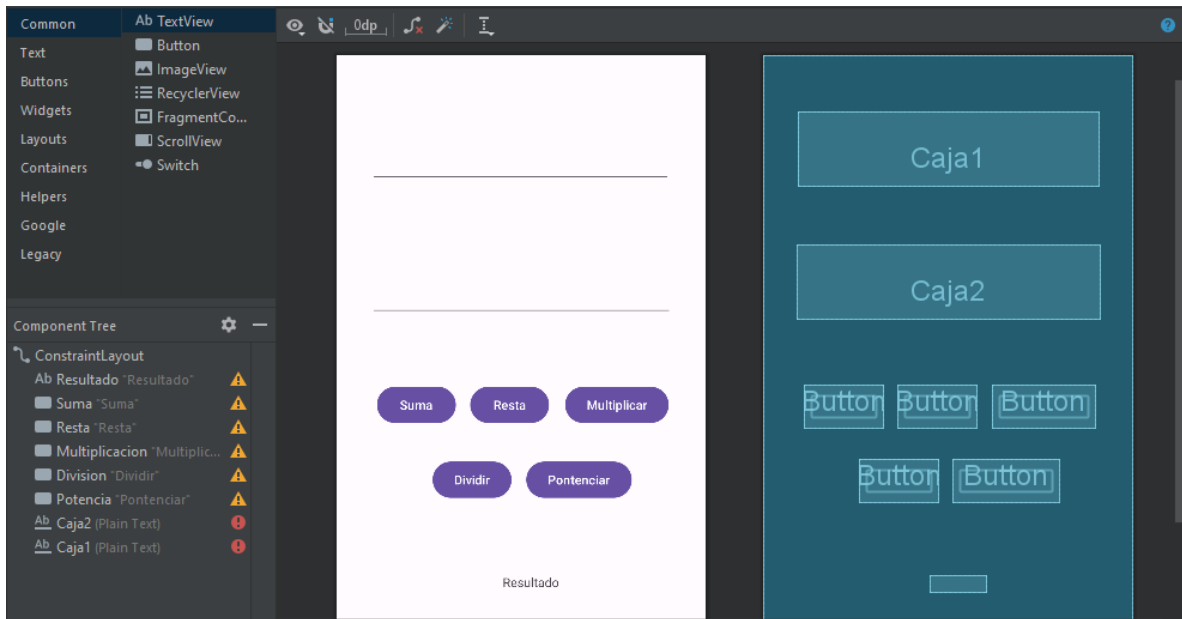 Common
Text
Buttons
Widgets
Layouts
Containers
Helpers
Google
Legacy
Ab TextView
Button
ImageView
RecyclerView
FragmentCo...
ScrollView
Switch
0dp
?
Component Tree
ConstraintLayout
Ab Resultado "Resultado"
Suma "Suma"
Resta "Resta"
Multiplicacion "Multiplic...
Division "Dividir"
Potencia "Pontenciar"
Ab Caja2 (Plain Text)
Ab Caja1 (Plain Text)
Suma Resta Multiplicar
Dividir Pontenciar
Resultado
Caja1
Caja2
Button Button Button
Button Button